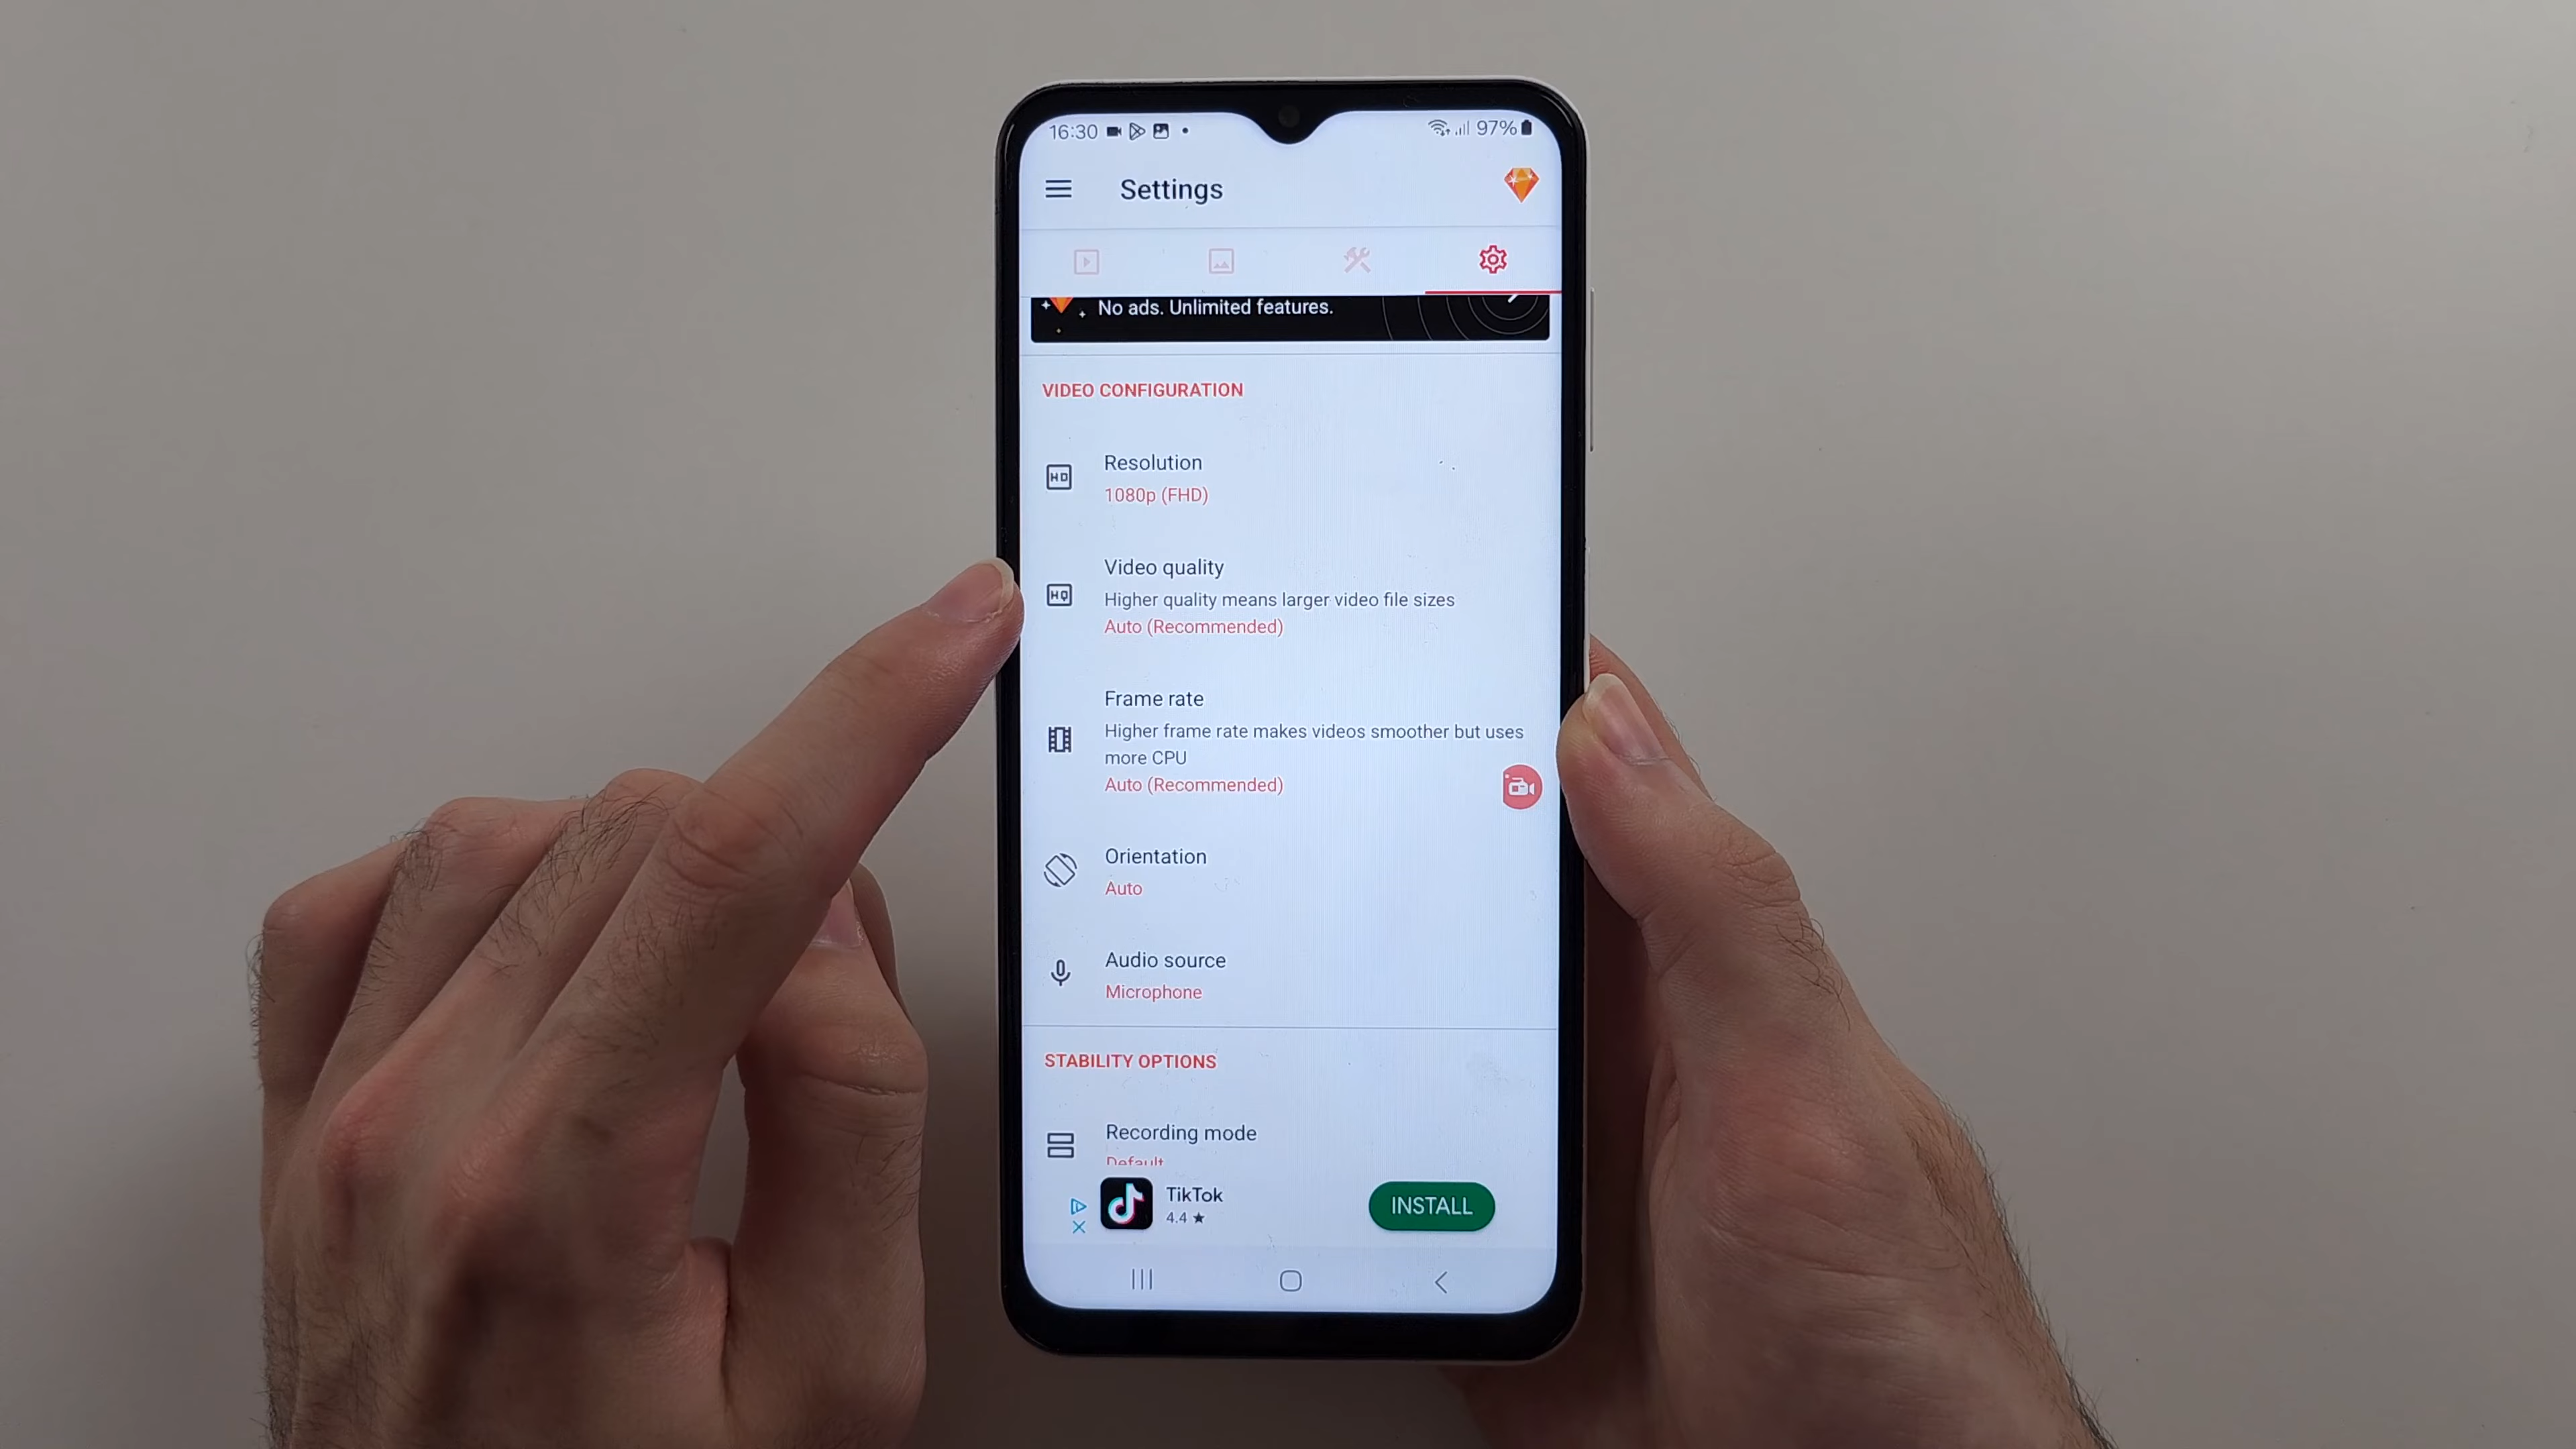 16:30
97%
Settings
No ads. Unlimited features.
VIDEO CONFIGURATION
HD
Resolution
1080p (FHD)
HQ
Video quality
Higher quality means larger video file sizes
Auto (Recommended)
Frame rate
Higher frame rate makes videos smoother but uses
more CPU
Auto (Recommended)
Orientation
Auto
Audio source
Microphone
STABILITY OPTIONS
Recording mode
Default
TikTok
4.4 ★
INSTALL